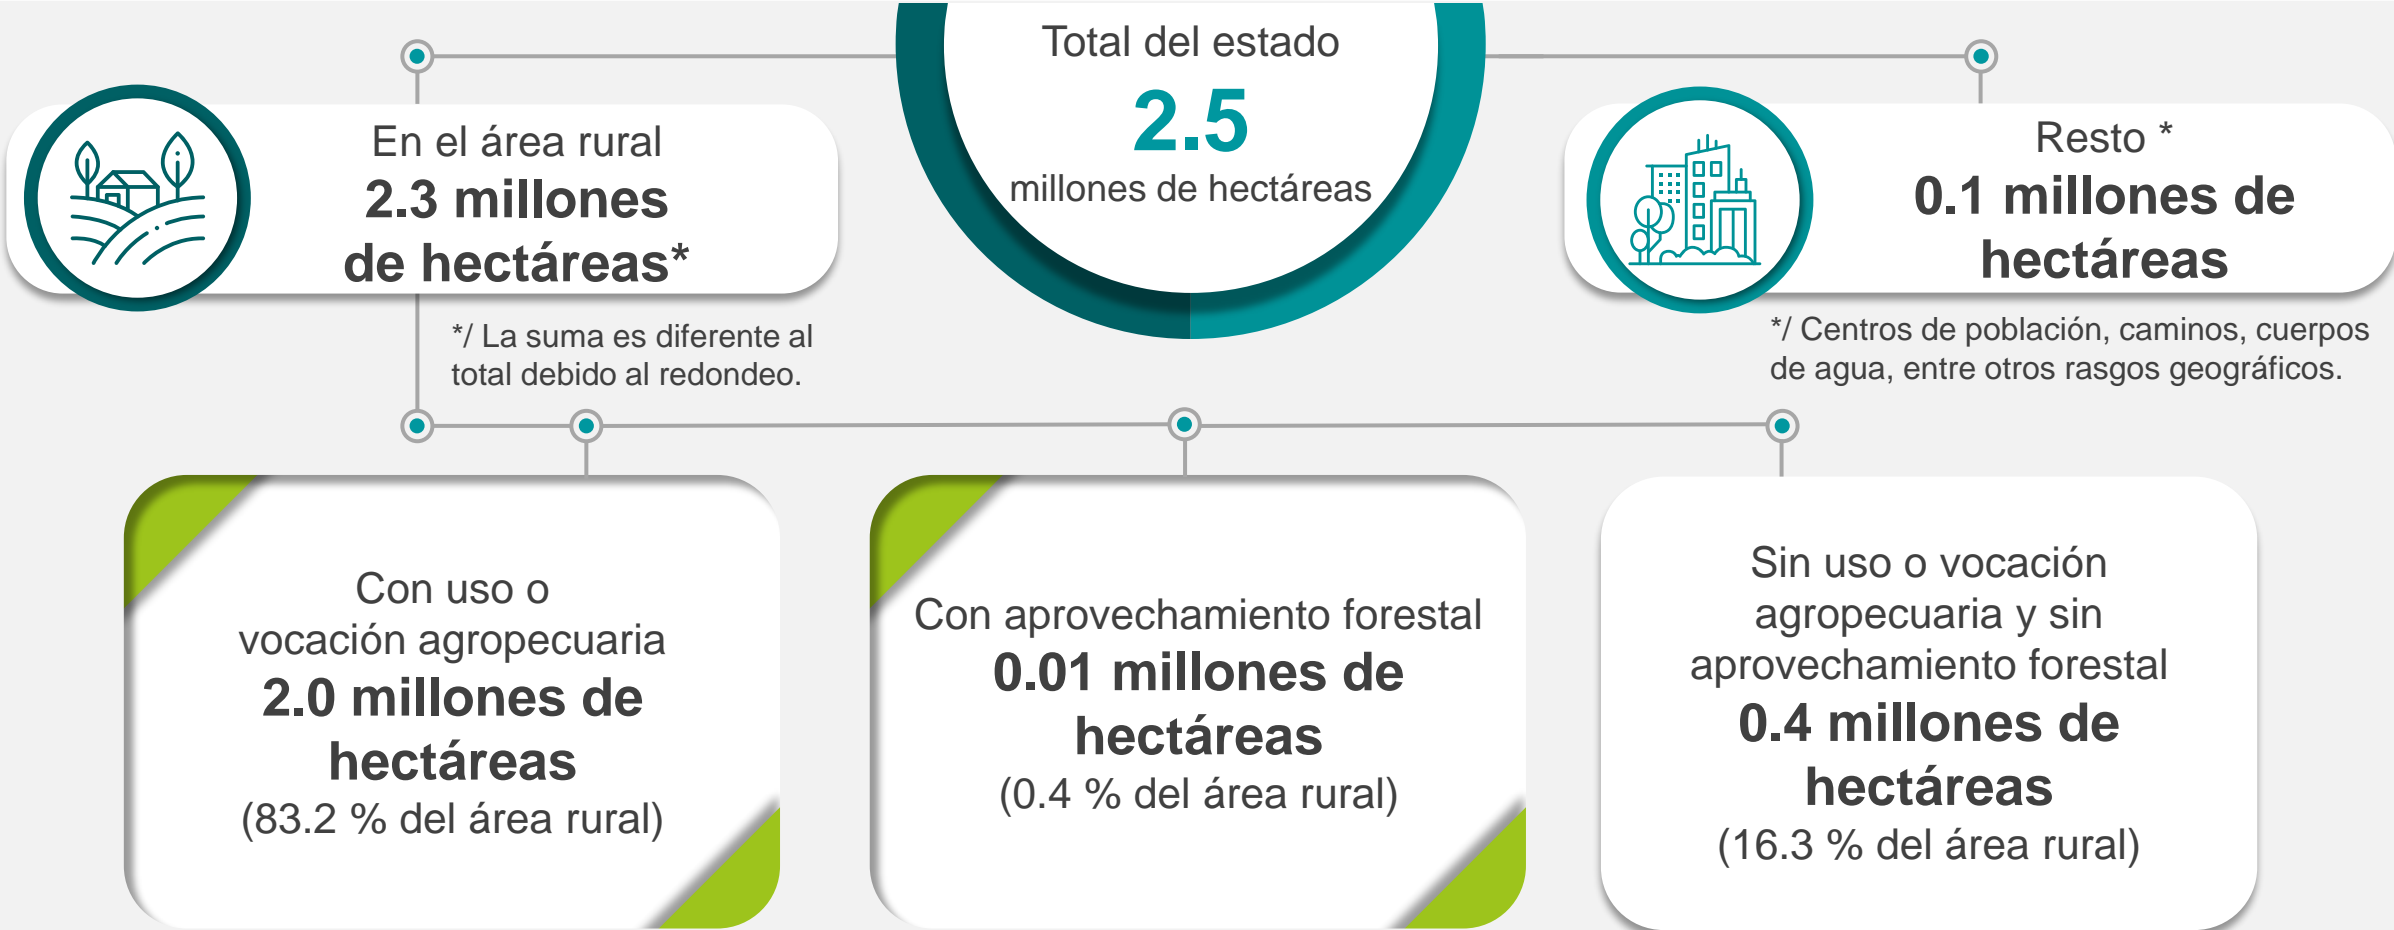 Total del estado
2.5
millones de hectáreas
En el área rural
2.3 millones
de hectáreas*
*/ La suma es diferente al
total debido al redondeo.
Resto *
0.1 millones de
hectáreas
*/ Centros de población, caminos, cuerpos
de agua, entre otros rasgos geográficos.
Con uso o
vocación agropecuaria
2.0 millones de
hectáreas
(83.2 % del área rural)
Con aprovechamiento forestal
0.01 millones de
hectáreas
(0.4 % del área rural)
Sin uso o vocación
agropecuaria y sin
aprovechamiento forestal
0.4 millones de
hectáreas
(16.3 % del área rural)